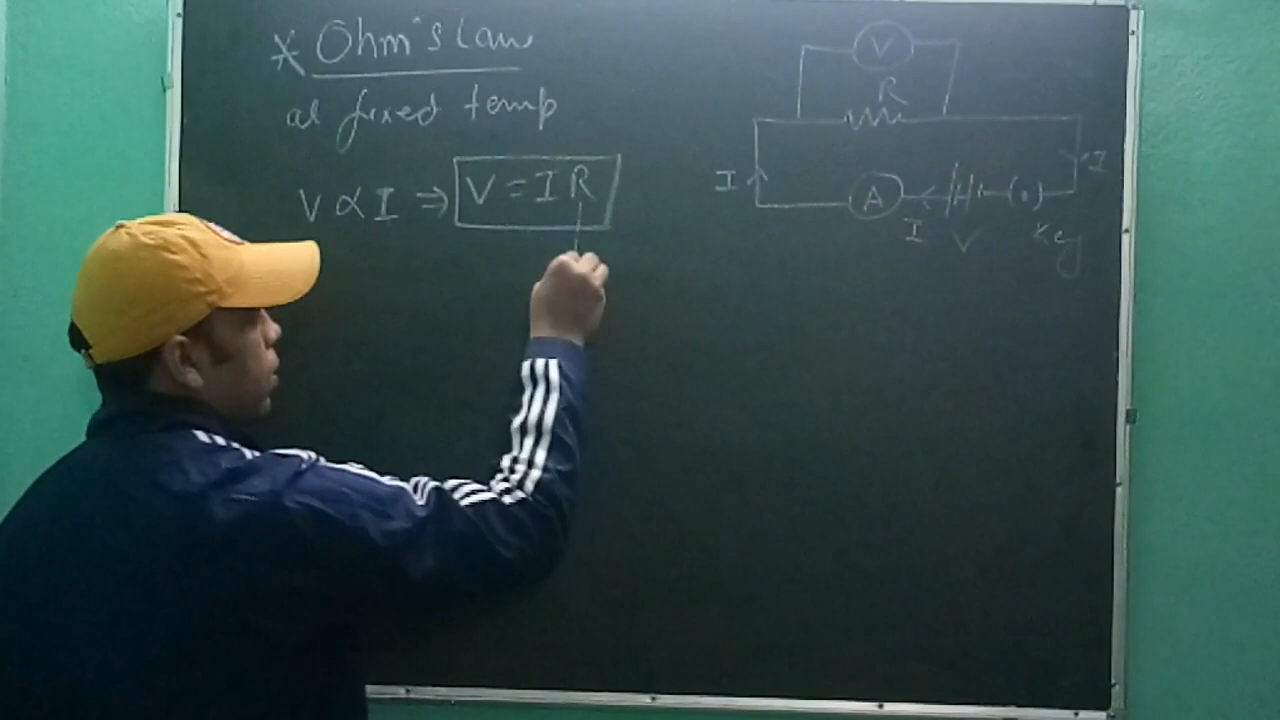 * Ohm's Law
at fixed temp
V ∝ I ⇒ V = IR
V
R
I
A
I
V
Key
I